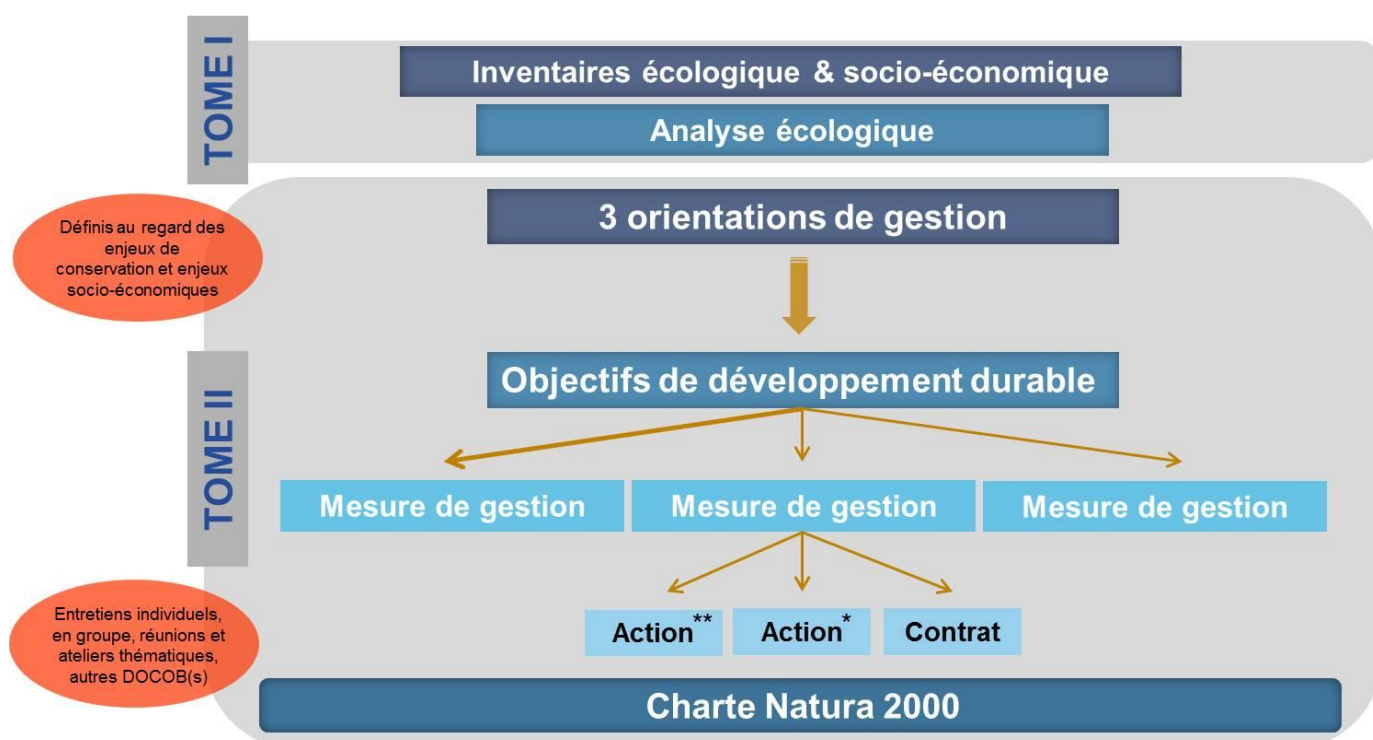 TOME I
Inventaires écologique & socio-économique
Analyse écologique
3 orientations de gestion
Définis au regard des
enjeux de
conservation et enjeux
socio-économiques
TOME II
Objectifs de développement durable
Mesure de gestion
Mesure de gestion
Mesure de gestion
Entretiens individuels,
en groupe, réunions et
ateliers thématiques,
autres DOCOB(s)
Action**
Action*
Contrat
Charte Natura 2000